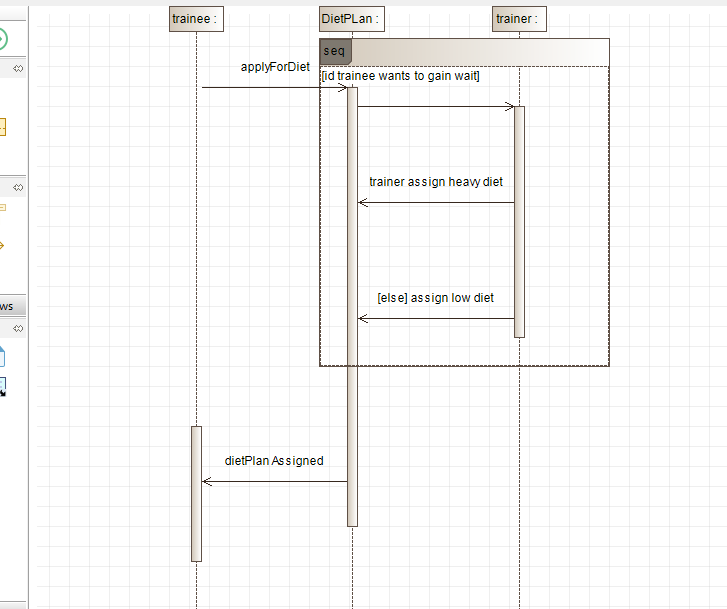 trainee :
DietPLan :
trainer :
seq
applyForDiet
[id trainee wants to gain wait]
trainer assign heavy diet
[else] assign low diet
ws
dietPlan Assigned